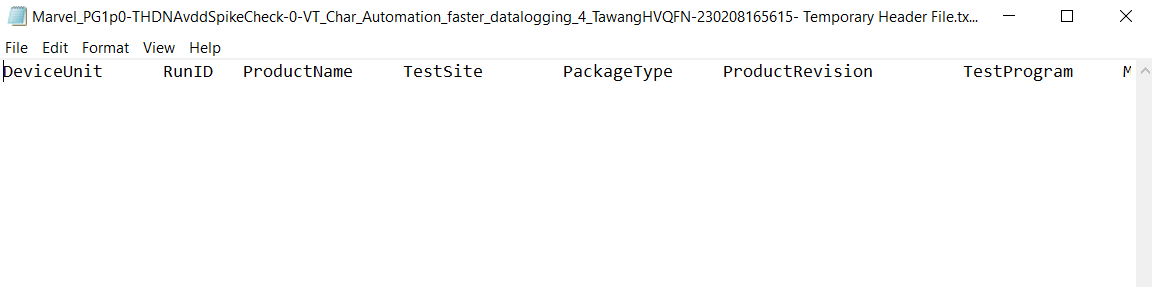 Marvel_PG1p0-THDNAvddSpikeCheck-0-VT_Char_Automation_faster_datalogging_4_TawangHVQFN-230208165615- Temporary Header File.tx...
File Edit Format View Help
DeviceUnit RunID ProductName TestSite PackageType ProductRevision TestProgram M